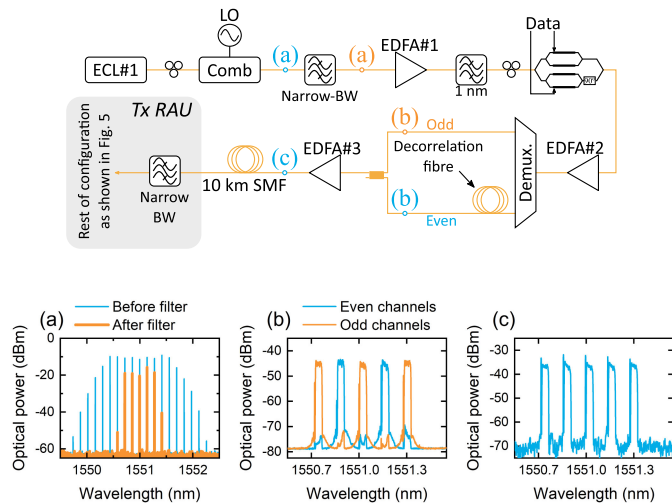 LO
Data
ECL#1
Comb
(a)
(a)
EDFA#1
Narrow-BW
1 nm
Tx RAU
Rest of configuration
as shown in Fig. 5
Narrow
BW
10 km SMF
(c)
EDFA#3
(b)
Odd
Decorrelation
fibre
(b)
Even
Demux.
EDFA#2
(a)
Before filter
After filter
Optical power (dBm)
0
-20
-40
-60
1550
1551
1552
Wavelength (nm)
(b)
Even channels
Odd channels
Optical power (dBm)
-40
-50
-60
-70
-80
1550.7
1551.0
1551.3
Wavelength (nm)
(c)
Optical power (dBm)
-30
-40
-50
-60
-70
1550.7
1551.0
1551.3
Wavelength (nm)